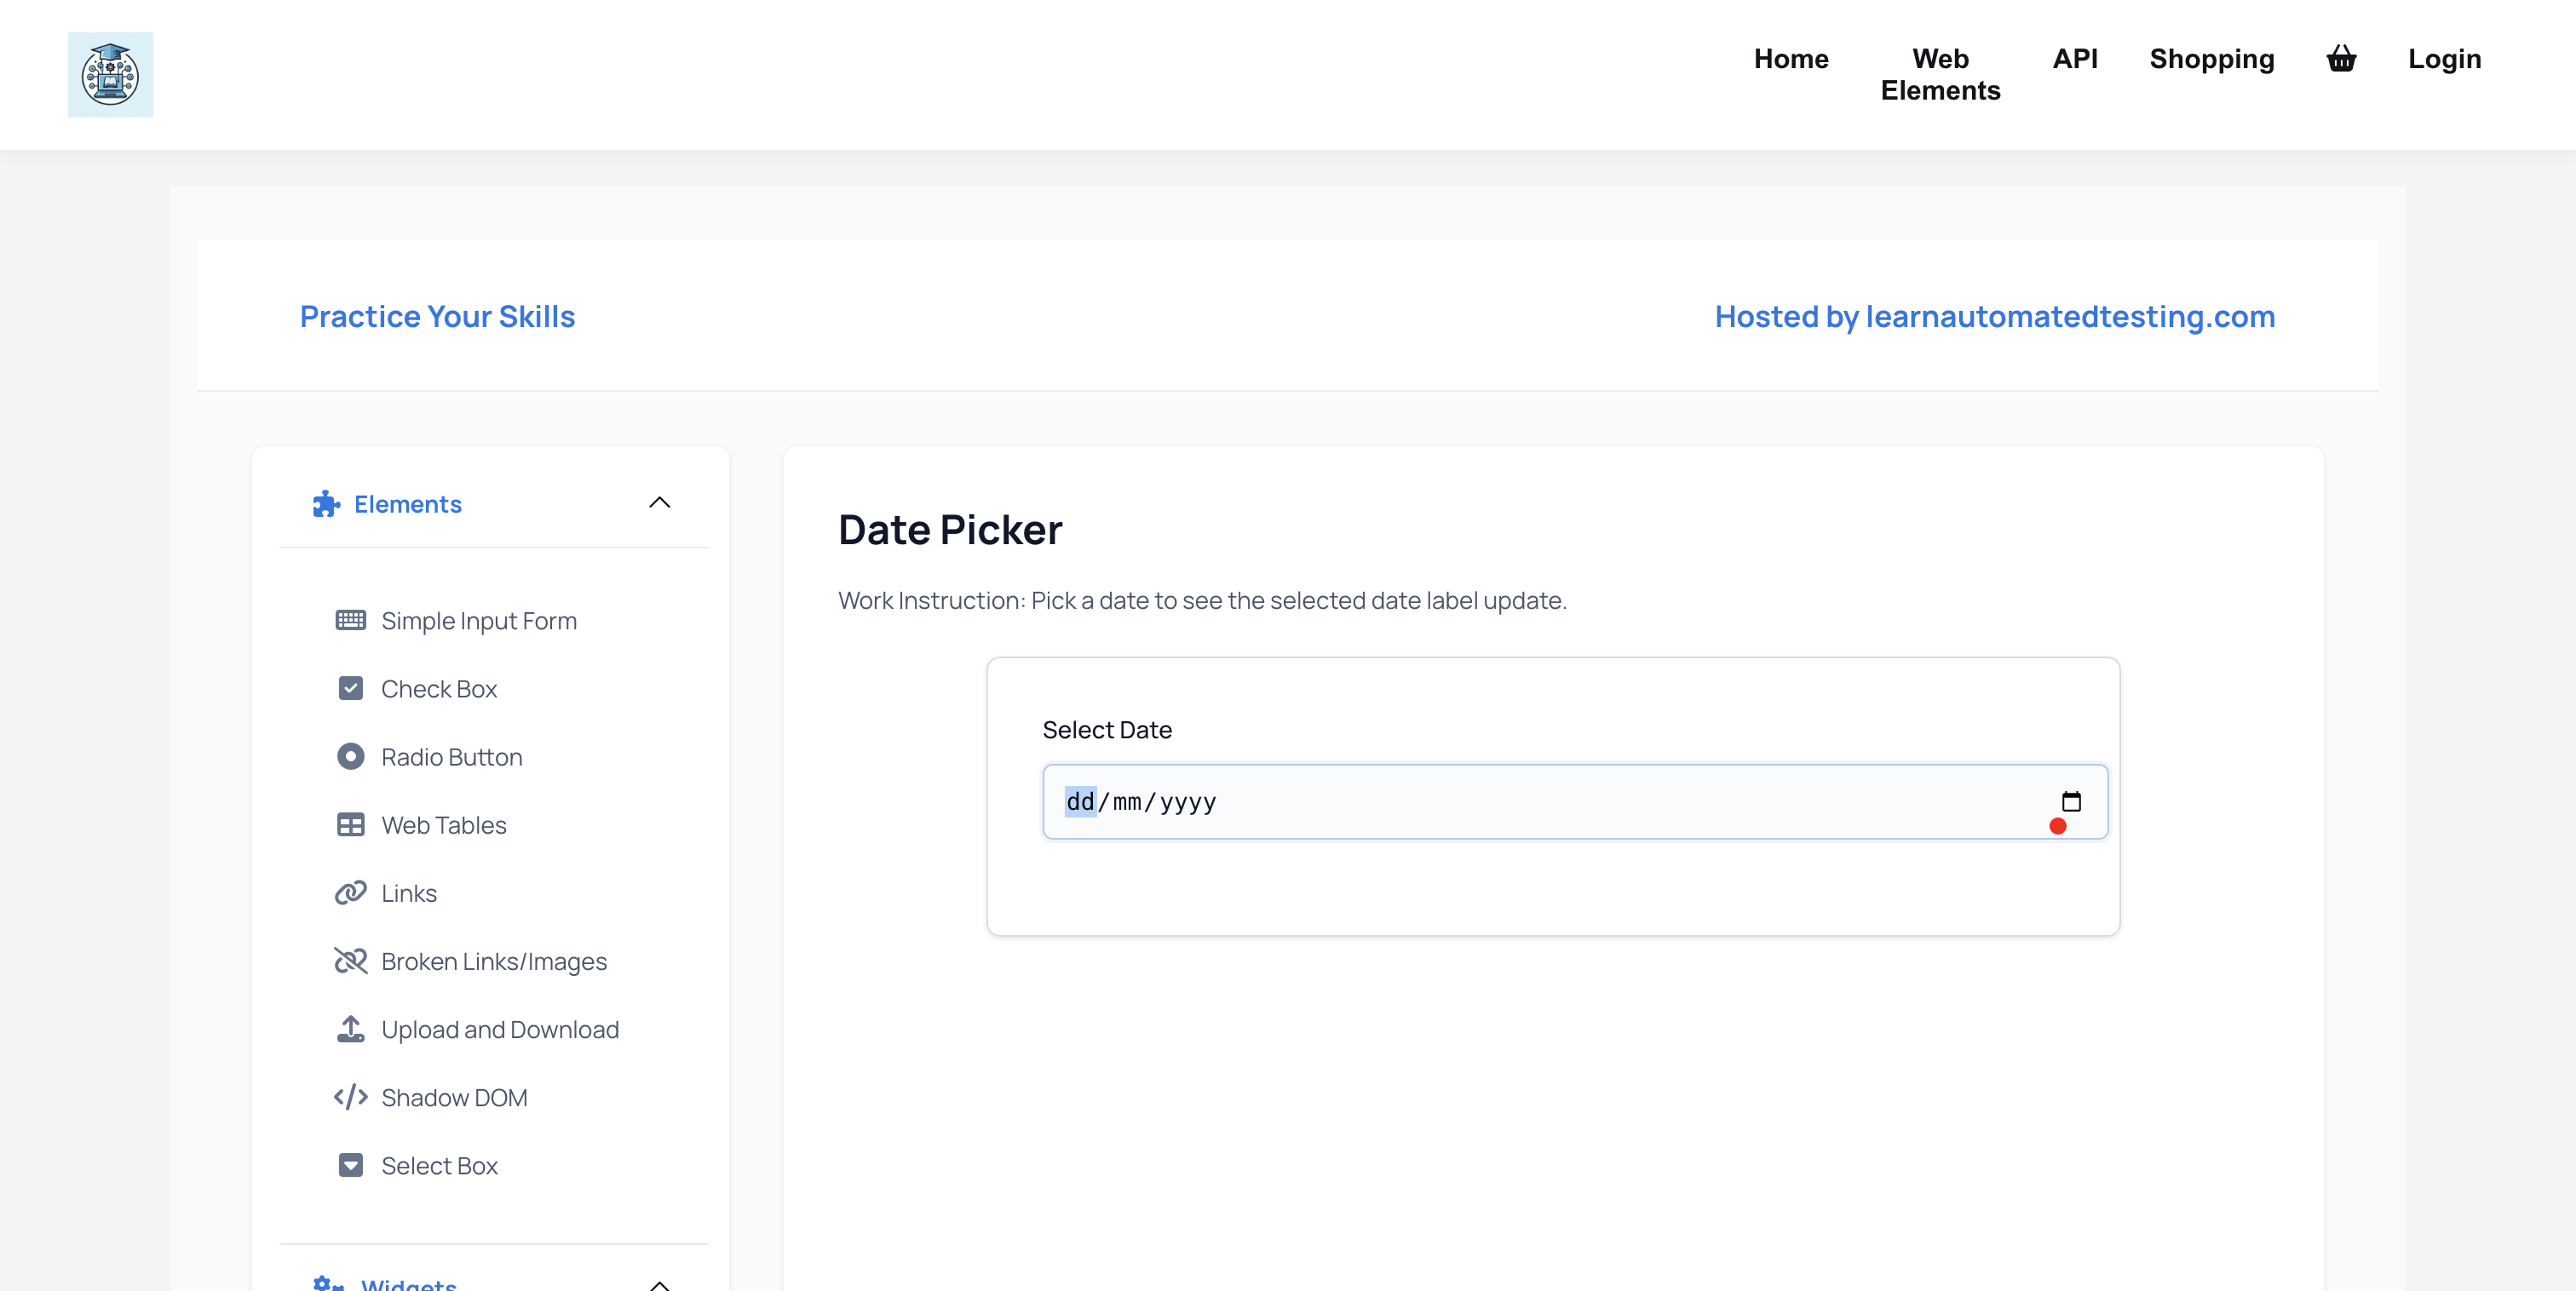 Home
Web
Elements
API
Shopping
Login
Practice Your Skills
Hosted by learnautomatedtesting.com
Elements
Simple Input Form
Check Box
Radio Button
Web Tables
Links
Broken Links/Images
Upload and Download
Shadow DOM
Select Box
Widgets
Date Picker
Work Instruction: Pick a date to see the selected date label update.
Select Date
dd/mm/yyyy